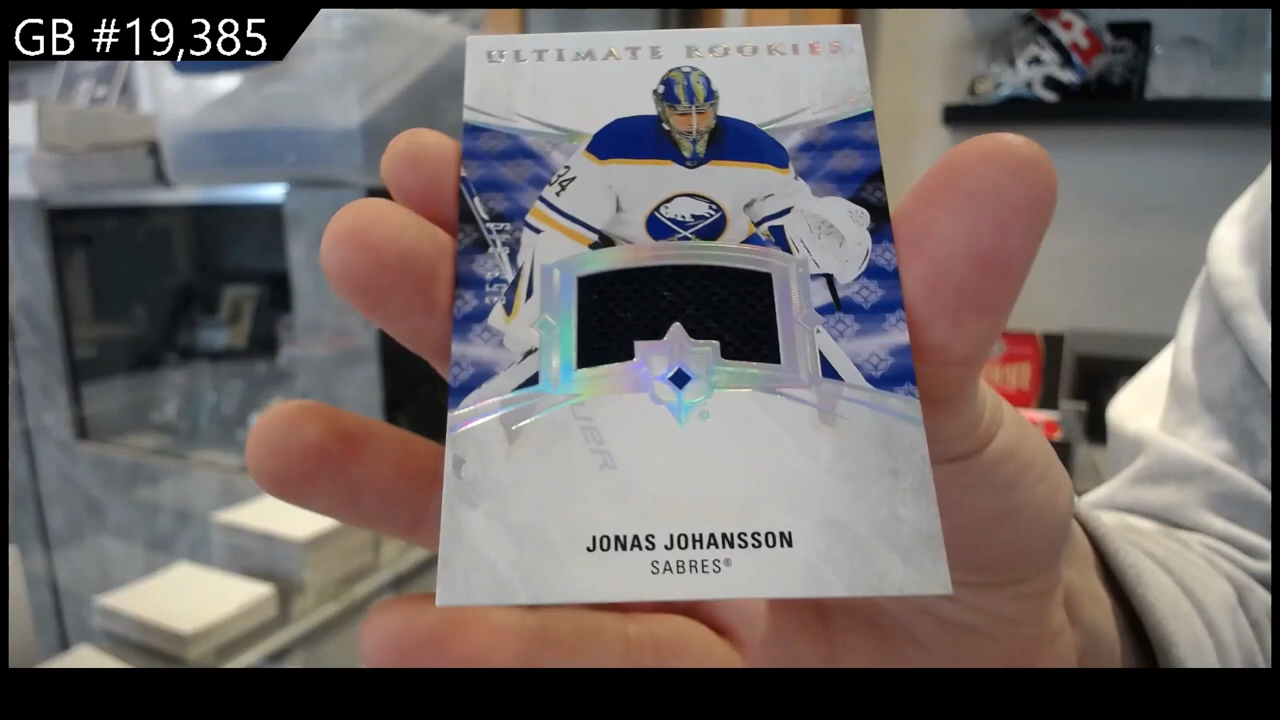 GB #19,385
ULTIMATE ROOKIES
34
JONAS JOHANSSON
SABRES®